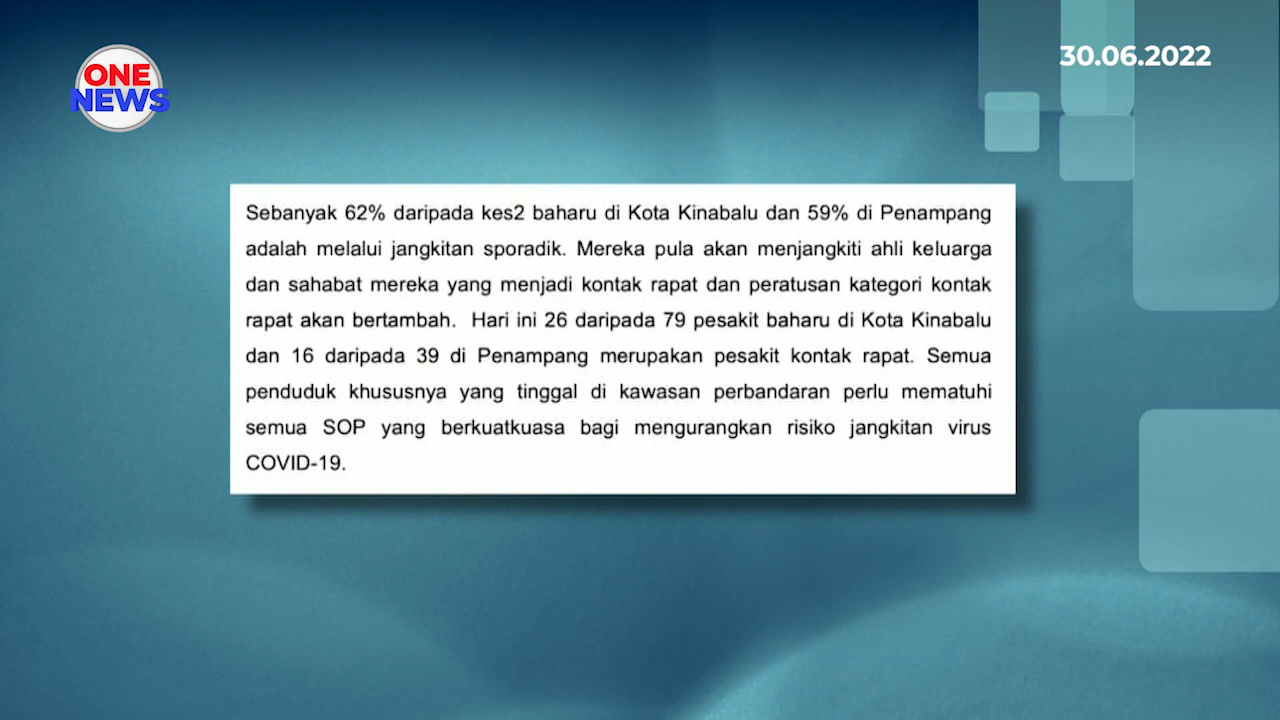 ONE
NEWS
30.06.2022
Sebanyak 62% daripada kes2 baharu di Kota Kinabalu dan 59% di Penampang
adalah melalui jangkitan sporadik. Mereka pula akan menjangkiti ahli keluarga
dan sahabat mereka yang menjadi kontak rapat dan peratusan kategori kontak
rapat akan bertambah. Hari ini 26 daripada 79 pesakit baharu di Kota Kinabalu
dan 16 daripada 39 di Penampang merupakan pesakit kontak rapat. Semua
penduduk khususnya yang tinggal di kawasan perbandaran perlu mematuhi
semua SOP yang berkuatkuasa bagi mengurangkan risiko jangkitan virus
COVID-19.